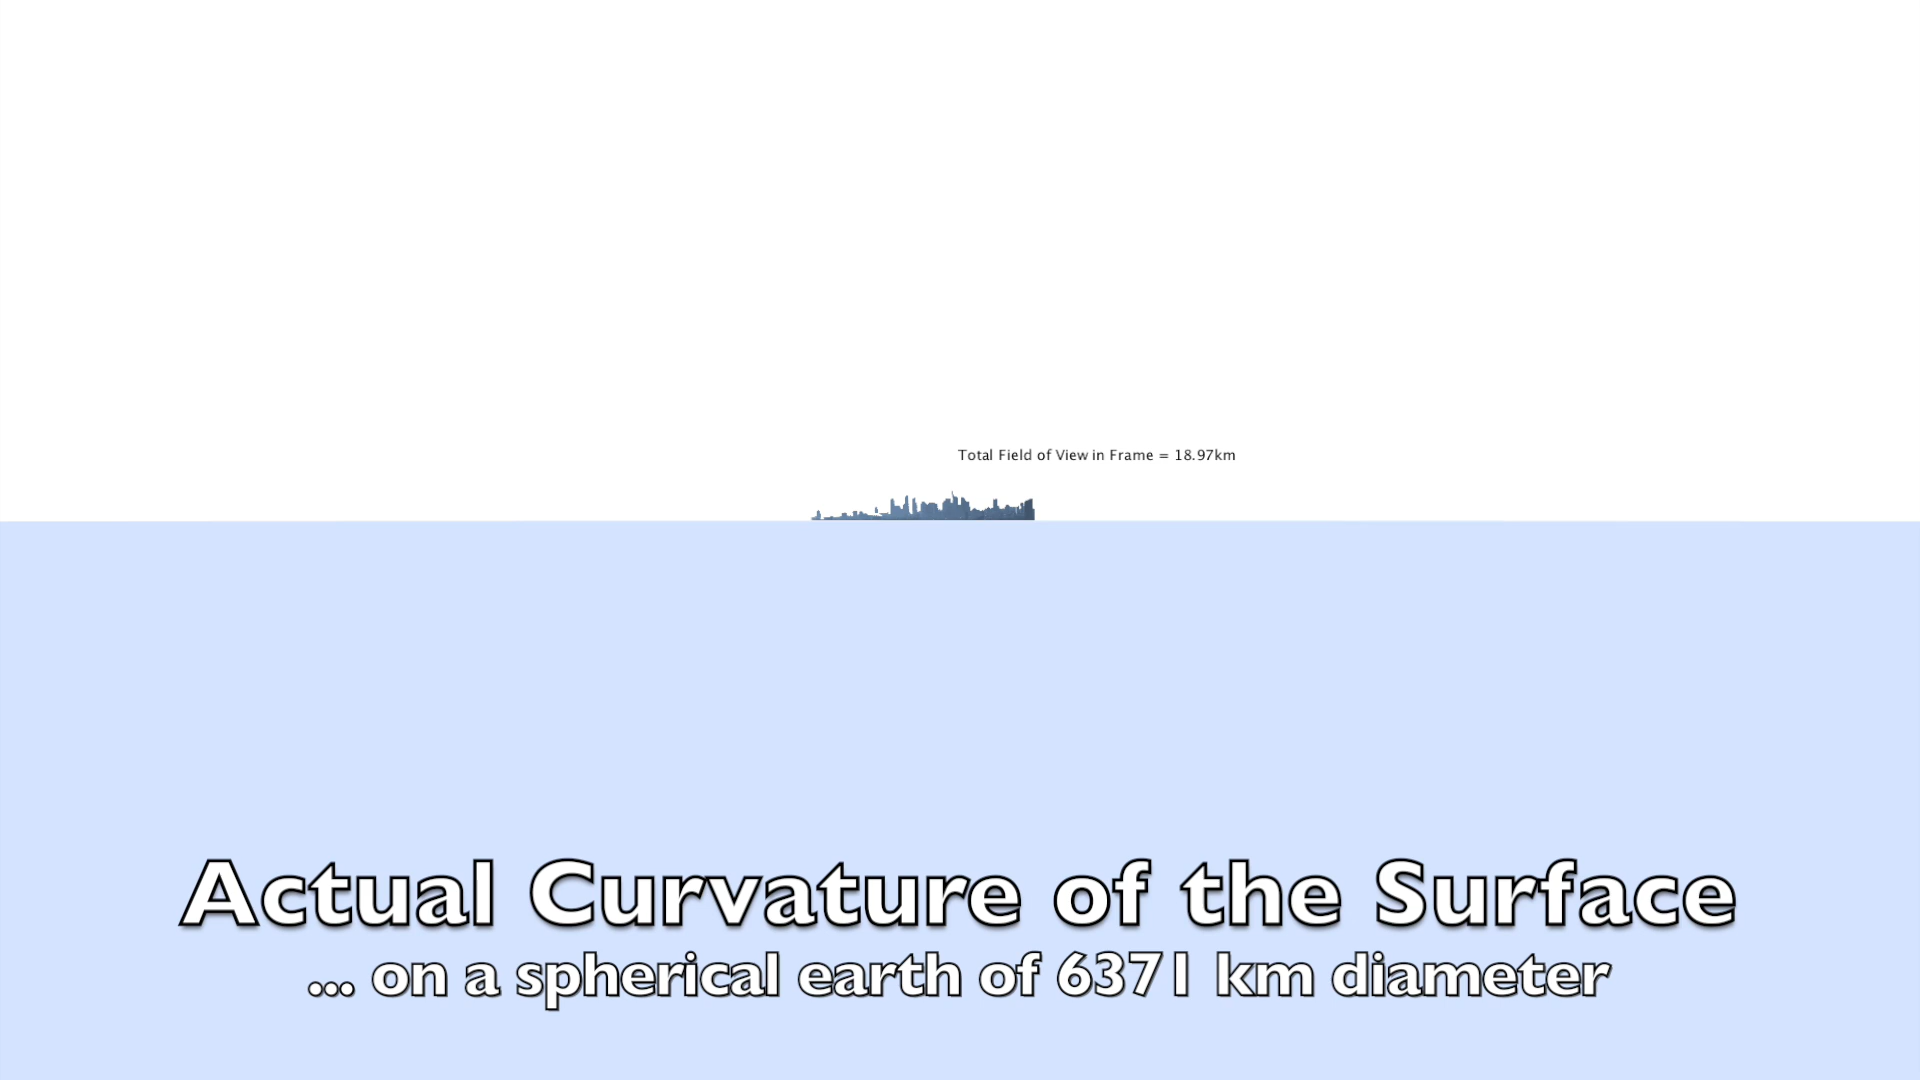 Total Field of View in Frame = 18.97km
Actual Curvature of the Surface
... on a spherical earth of 6371 km diameter